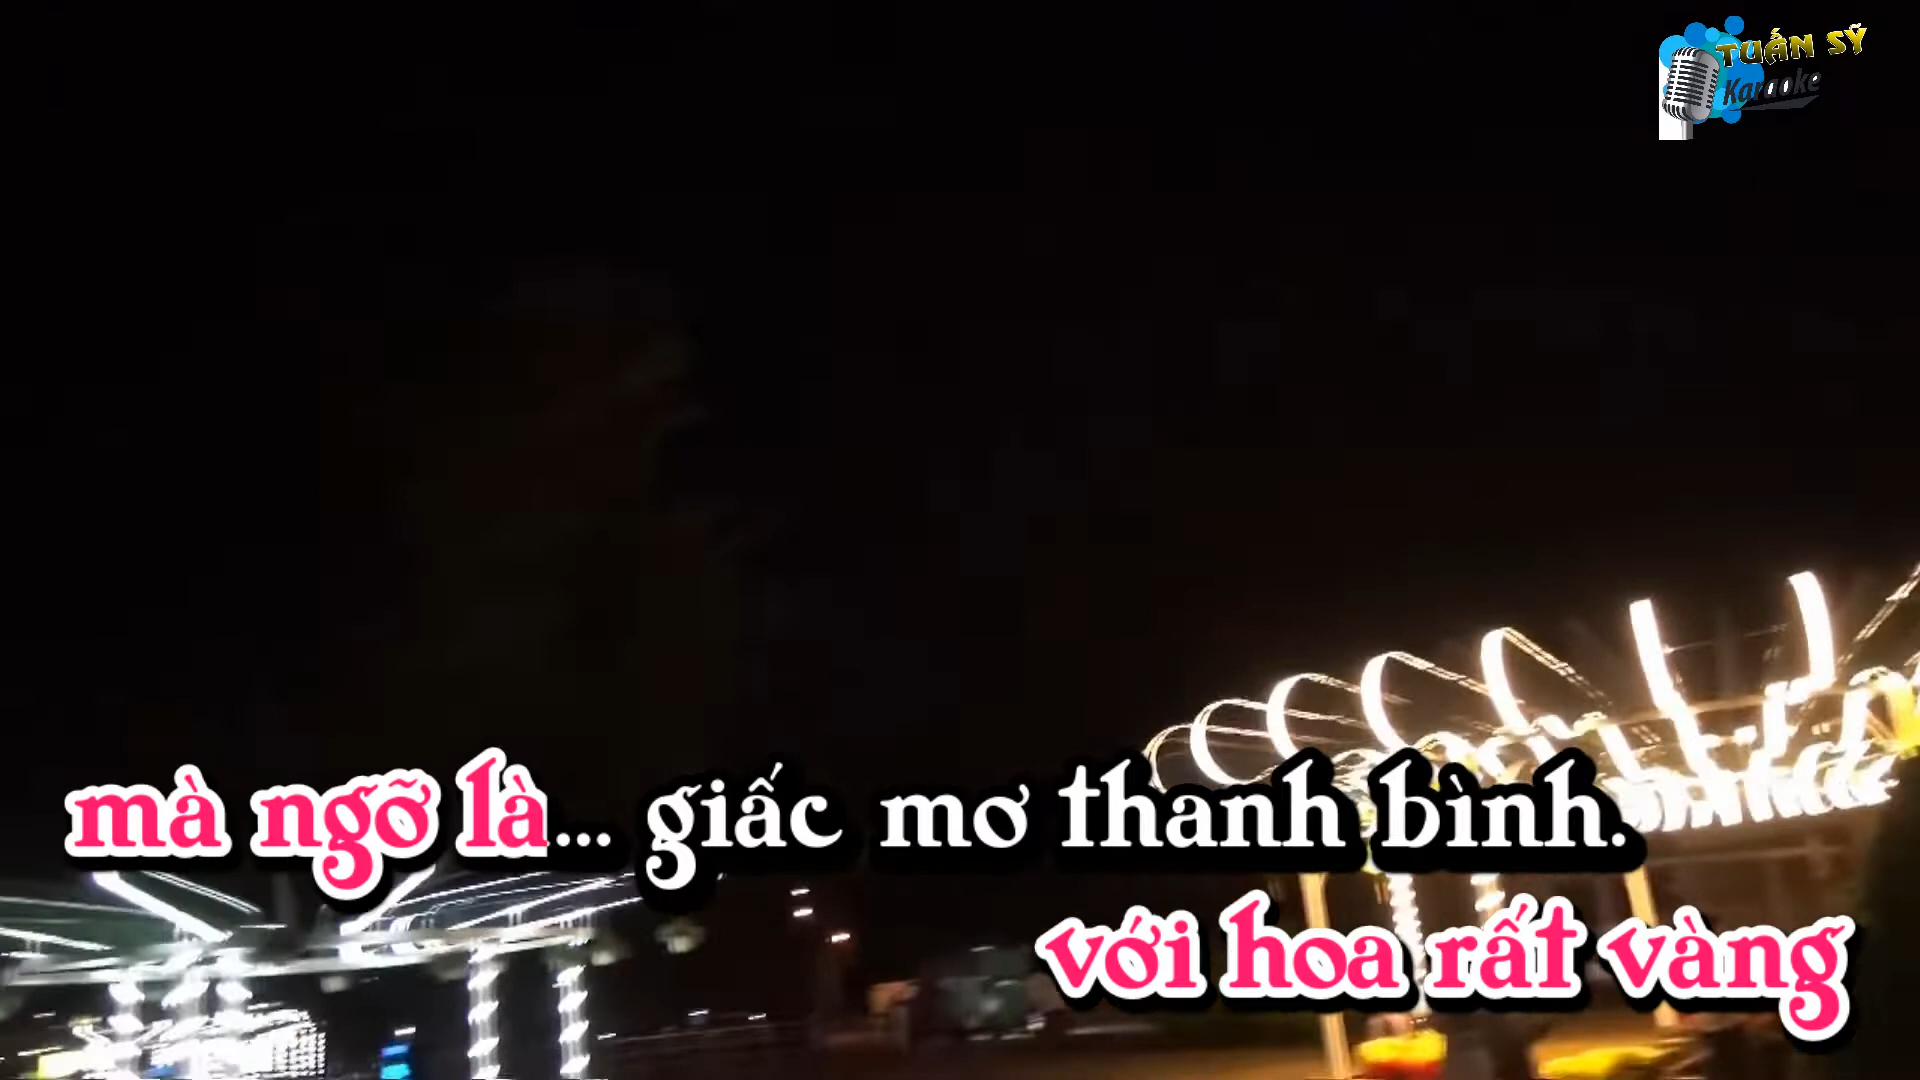 TUẤN SỸ
Karaoke
mà ngỡ là... giấc mơ thanh bình.
với hoa rất vàng